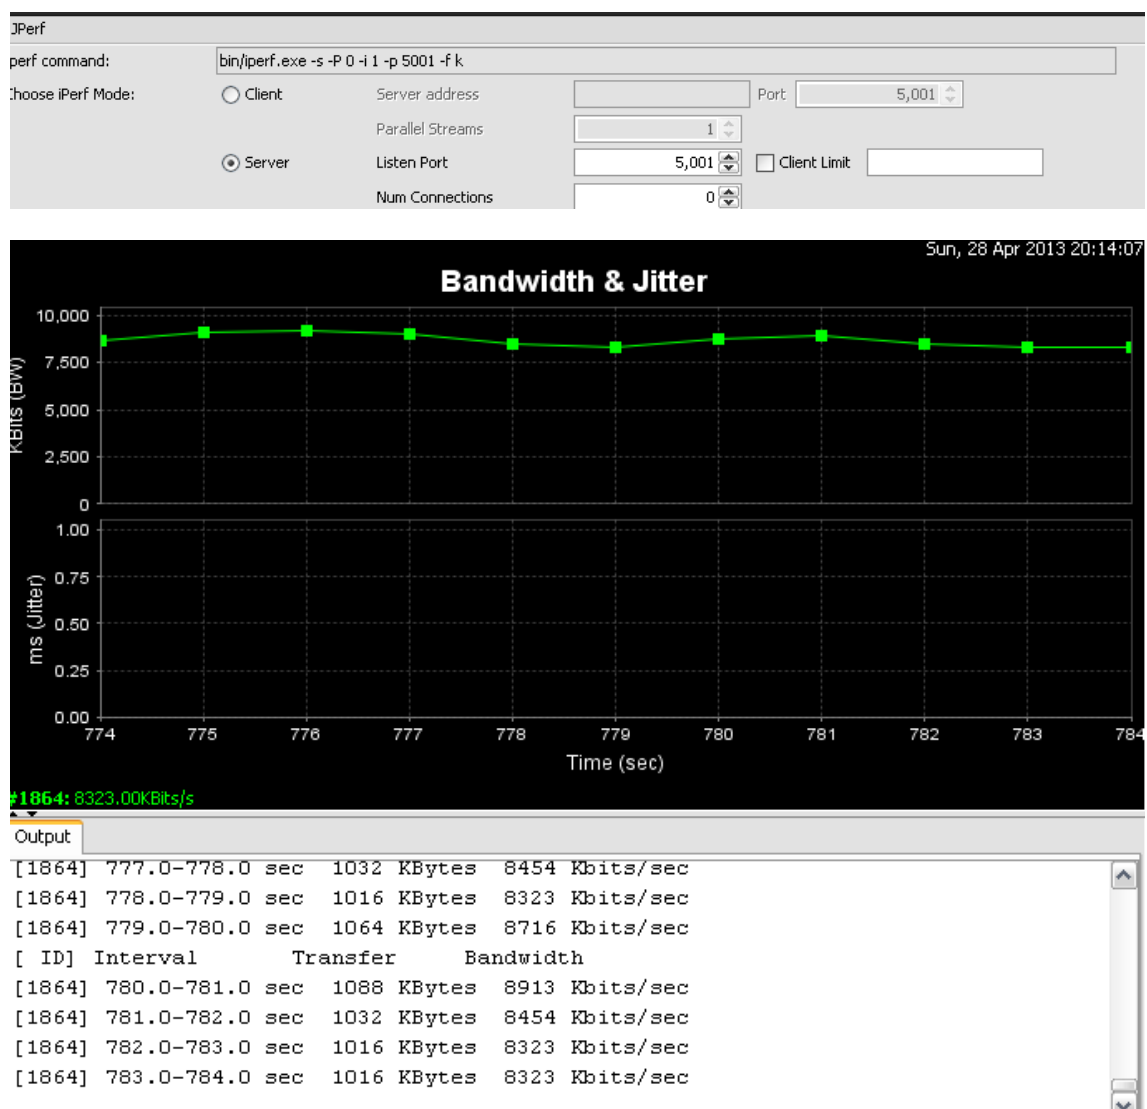 JPerf
perf command: bin/iperf.exe -s -P 0 -i 1 -p 5001 -f k
Choose iPerf Mode: Client Server address Port 5,001
Parallel Streams 1
Server Listen Port 5,001 Client Limit
Num Connections 0
Sun, 28 Apr 2013 20:14:07
Bandwidth & Jitter
KBits (BW)
10,000
7,500
5,000
2,500
0
ms (Jitter)
1.00
0.75
0.50
0.25
0.00
774 775 776 777 778 779 780 781 782 783 784
Time (sec)
#1864: 8323.00KBits/s
Output
[1864] 777.0-778.0 sec 1032 KBytes 8454 Kbits/sec
[1864] 778.0-779.0 sec 1016 KBytes 8323 Kbits/sec
[1864] 779.0-780.0 sec 1064 KBytes 8716 Kbits/sec
[ ID] Interval Transfer Bandwidth
[1864] 780.0-781.0 sec 1088 KBytes 8913 Kbits/sec
[1864] 781.0-782.0 sec 1032 KBytes 8454 Kbits/sec
[1864] 782.0-783.0 sec 1016 KBytes 8323 Kbits/sec
[1864] 783.0-784.0 sec 1016 KBytes 8323 Kbits/sec